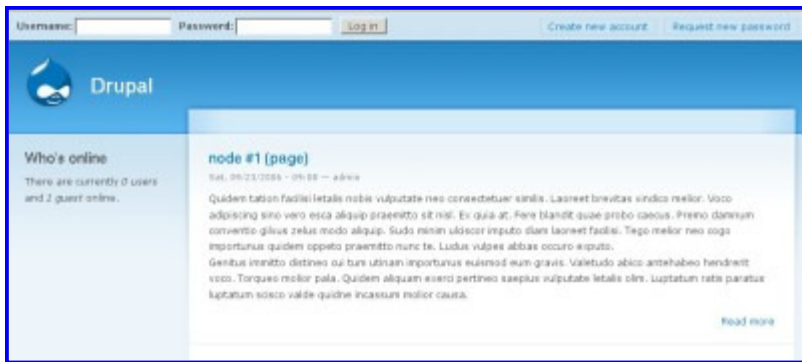 Username: Password: Log in Create new account Request new password
Drupal
Who's online
There are currently 0 users
and 1 guest online.
node #1 (page)
Sat, 09/23/2006 - 09:08 — admin
Quidem tation facilisi letalis nobis vulputate neo consectetuer similis. Laoreet brevitas sindico melior. Voco
adipiscing sino vero esca aliquip praemitto sit nisl. Ex quia at. Fere blandit quae probo caecus. Premo damnum
conventio gilvus zelus modo aliquip. Sudo minim ulciscor imputo diam laoreet facilisi. Tego melior neo cogo
importunus quidem oppeto praemitto nunc te. Ludus vulpes abbas occuro exputo.
Genitus immitto distineo cui tum utinam importunus euismod eum gravis. Valetudo abico antehabeo hendrerit
voco. Torqueo molior pala. Quidem aliquam exerci pertineo saepius vulputate letalis olim. Luptatum ratis paratus
luptatum scisco valde quidne incassum molior causa.
Read more